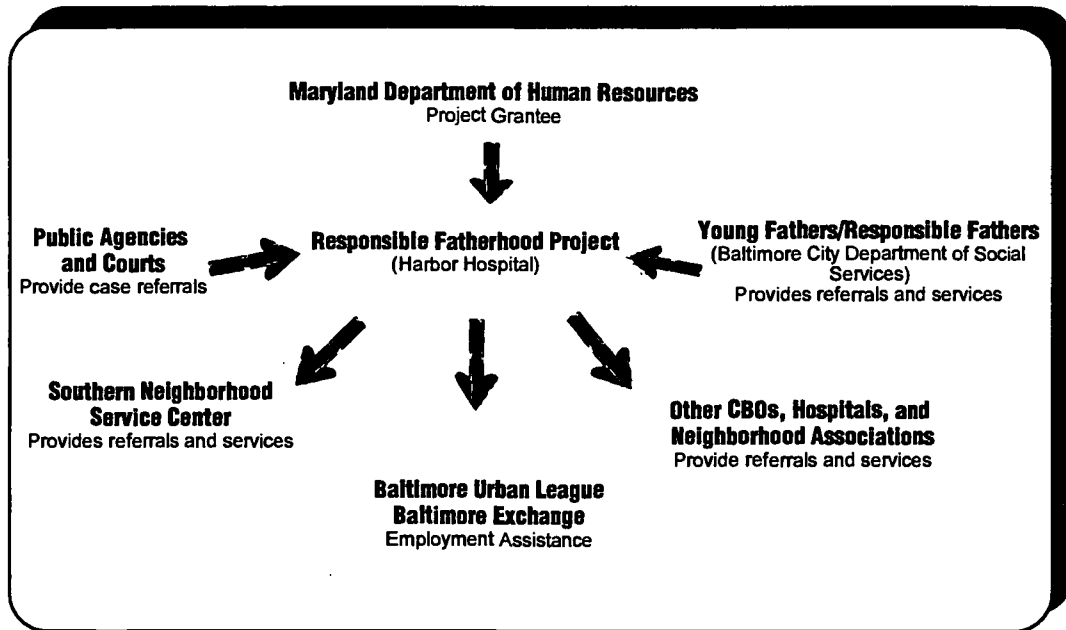 Maryland Department of Human Resources
Project Grantee
Public Agencies
and Courts
Provide case referrals
Responsible Fatherhood Project
(Harbor Hospital)
Young Fathers/Responsible Fathers
(Baltimore City Department of Social
Services)
Provides referrals and services
Southern Neighborhood
Service Center
Provides referrals and services
Baltimore Urban League
Baltimore Exchange
Employment Assistance
Other CBOs, Hospitals, and
Neighborhood Associations
Provide referrals and services